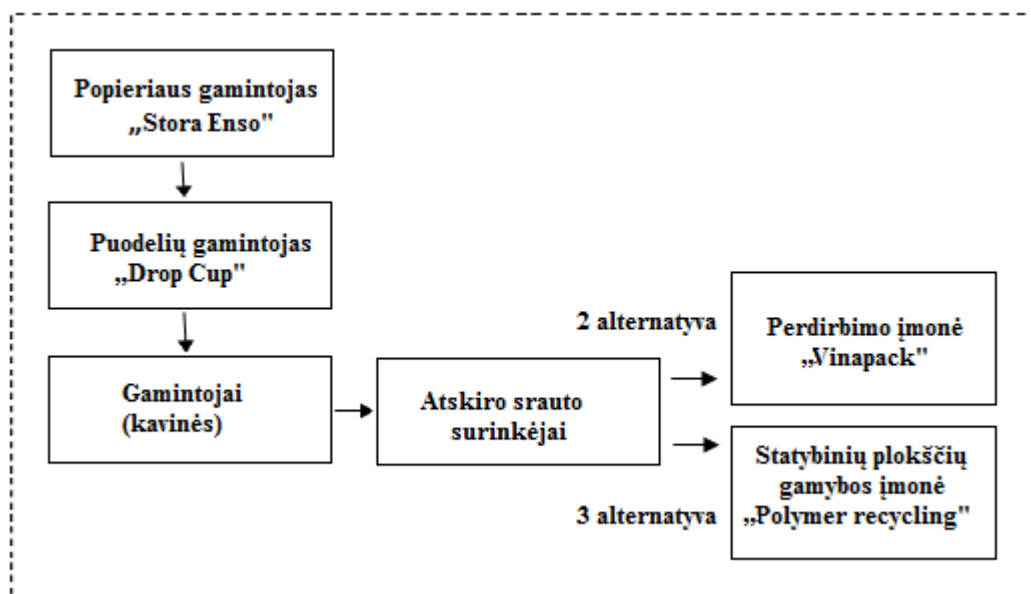 Popieriaus gamintojas
„Stora Enso"
Puodelių gamintojas
„Drop Cup"
Gamintojai
(kavinės)
Atskiro srauto
surinkėjai
2 alternatyva
Perdirbimo įmonė
„Vinapack"
3 alternatyva
Statybinių plokščių
gamybos įmonė
„Polymer recycling"